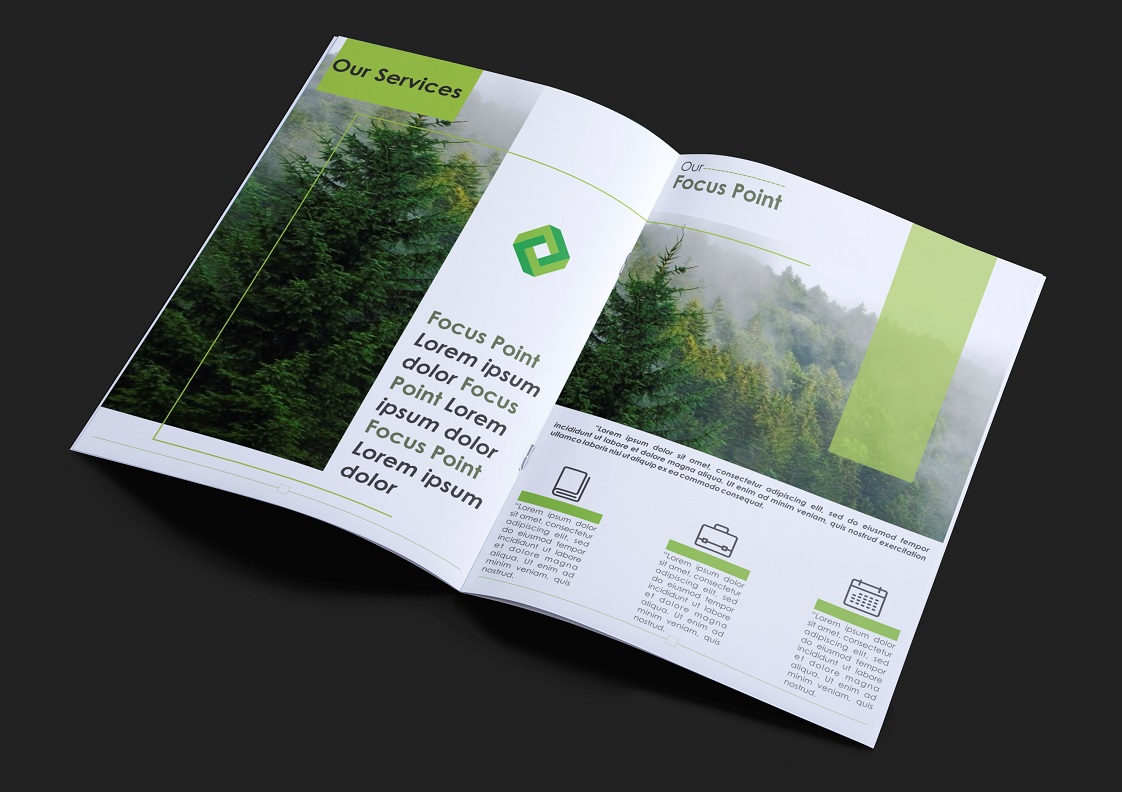 Our Services
Focus Point
Lorem ipsum
dolor Focus
Point Lorem
ipsum dolor
Focus Point
Lorem ipsum
dolor
Our
Focus Point
"Lorem ipsum dolor sit amet, consectetur adipiscing elit, sed do eiusmod tempor
incididunt ut labore et dolore magna aliqua. Ut enim ad minim veniam, quis nostrud exercitation
ullamco laboris nisi ut aliquip ex ea commodo consequat.
"Lorem ipsum dolor
sit amet, consectetur
adipiscing elit, sed
do eiusmod tempor
incididunt ut labore
et dolore magna
aliqua. Ut enim ad
minim veniam, quis
nostrud.
"Lorem ipsum dolor
sit amet, consectetur
adipiscing elit, sed
do eiusmod tempor
incididunt ut labore
et dolore magna
aliqua. Ut enim ad
minim veniam, quis
nostrud.
"Lorem ipsum dolor
sit amet, consectetur
adipiscing elit, sed
do eiusmod tempor
incididunt ut labore
et dolore magna
aliqua. Ut enim ad
minim veniam, quis
nostrud.